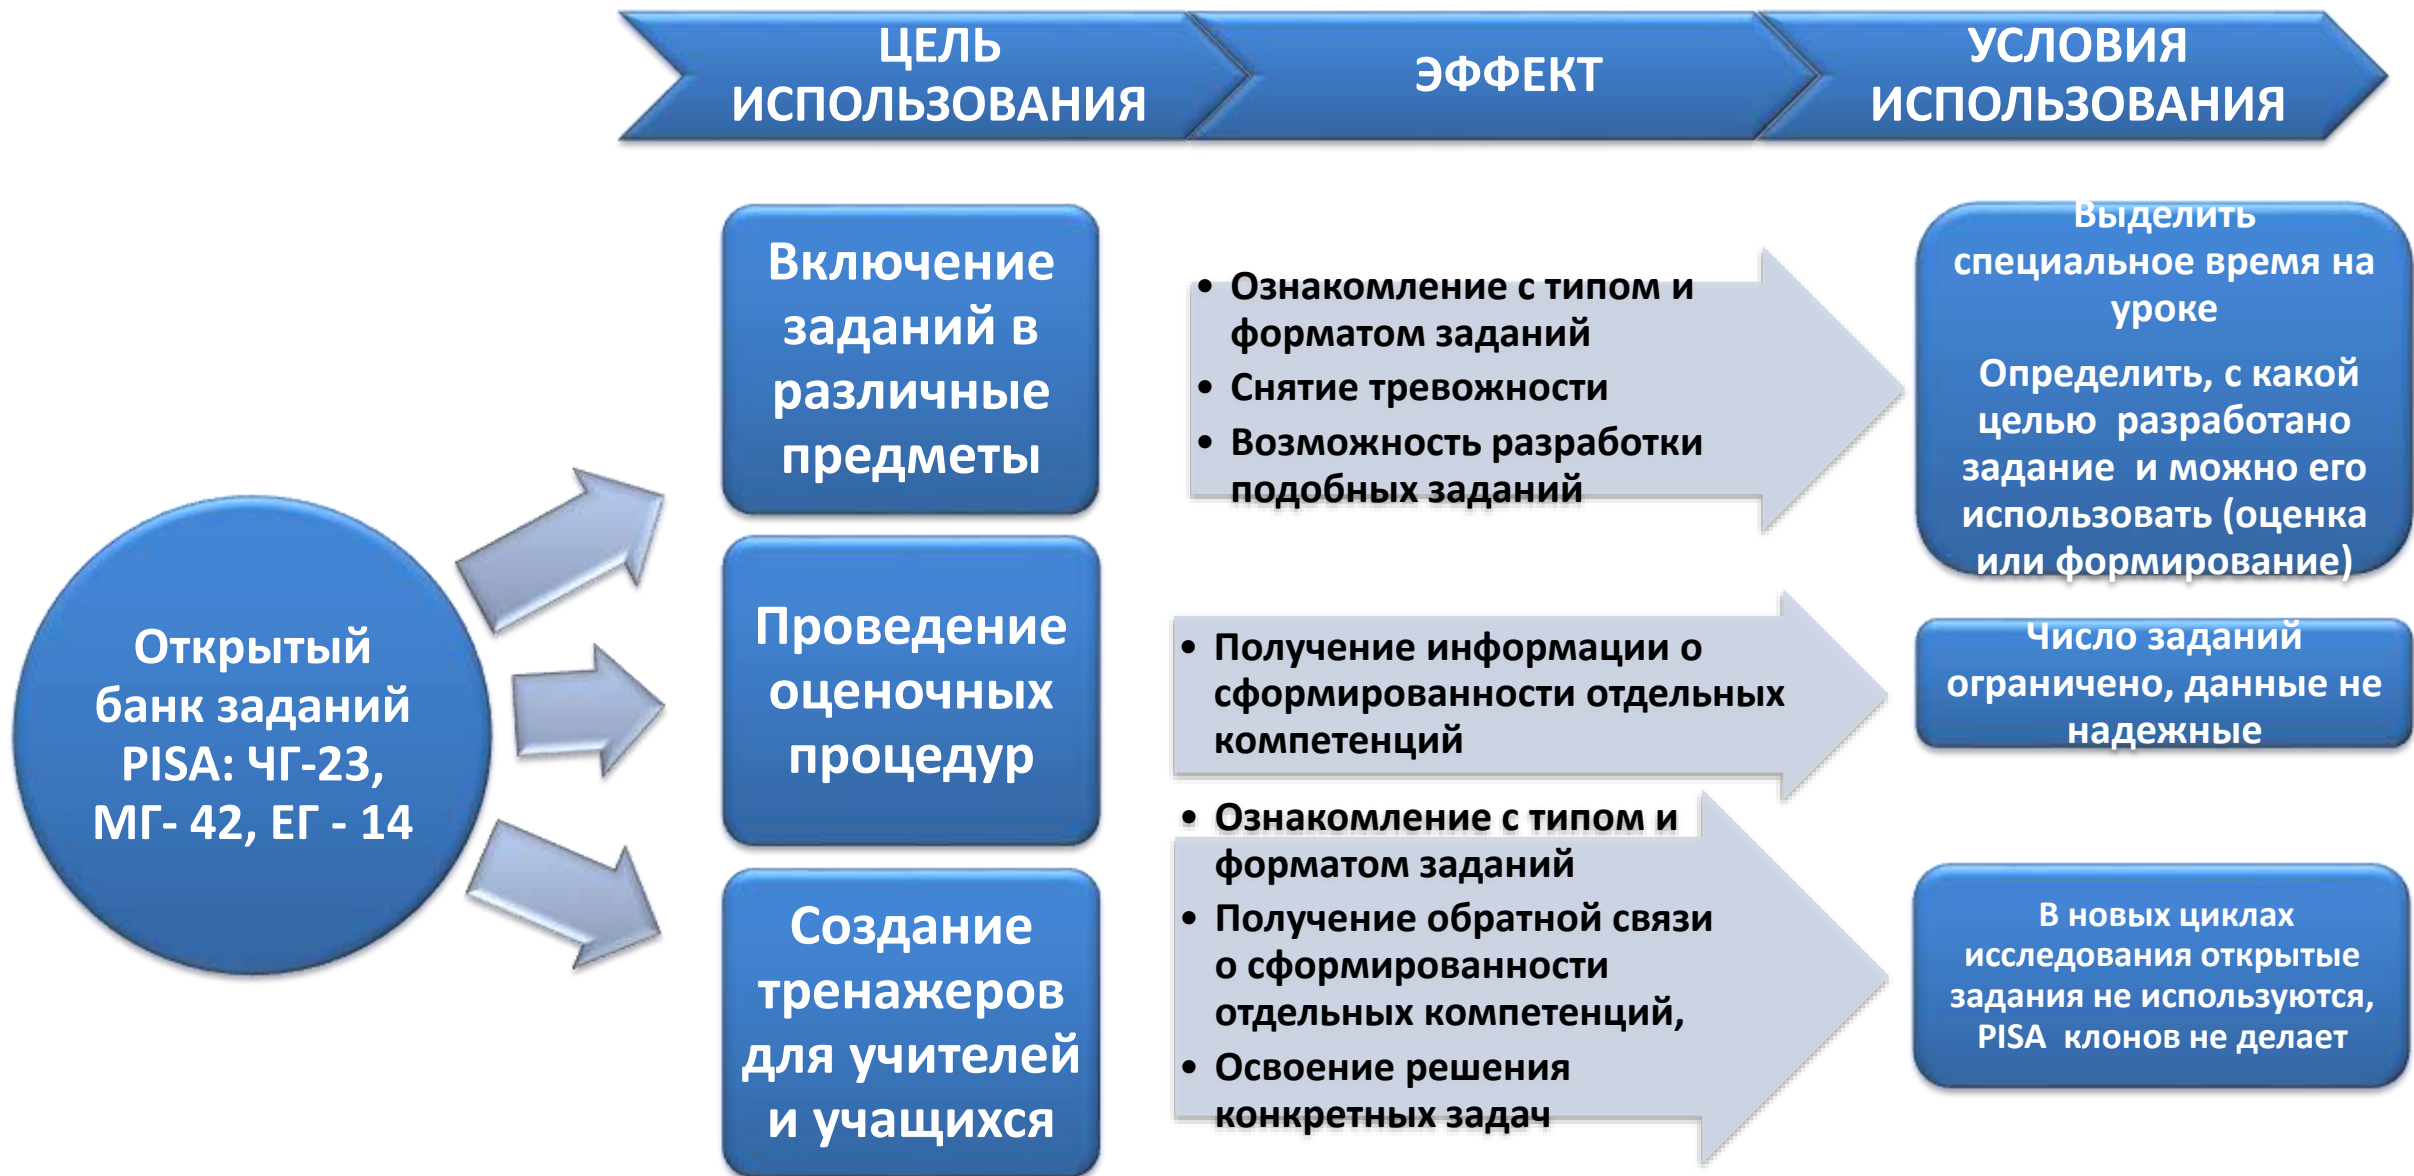 ЦЕЛЬ
ИСПОЛЬЗОВАНИЯ
ЭФФЕКТ
УСЛОВИЯ
ИСПОЛЬЗОВАНИЯ
Открытый
банк заданий
PISA: ЧГ-23,
МГ- 42, ЕГ - 14
Включение
заданий в
различные
предметы
• Ознакомление с типом и
форматом заданий
• Снятие тревожности
• Возможность разработки
подобных заданий
Выделить
специальное время на
уроке
Определить, с какой
целью разработано
задание и можно его
использовать (оценка
или формирование)
Проведение
оценочных
процедур
• Получение информации о
сформированности отдельных
компетенций
Число заданий
ограничено, данные не
надежные
Создание
тренажеров
для учителей
и учащихся
• Ознакомление с типом и
форматом заданий
• Получение обратной связи
о сформированности
отдельных компетенций,
• Освоение решения
конкретных задач
В новых циклах
исследования открытые
задания не используются,
PISA клонов не делает